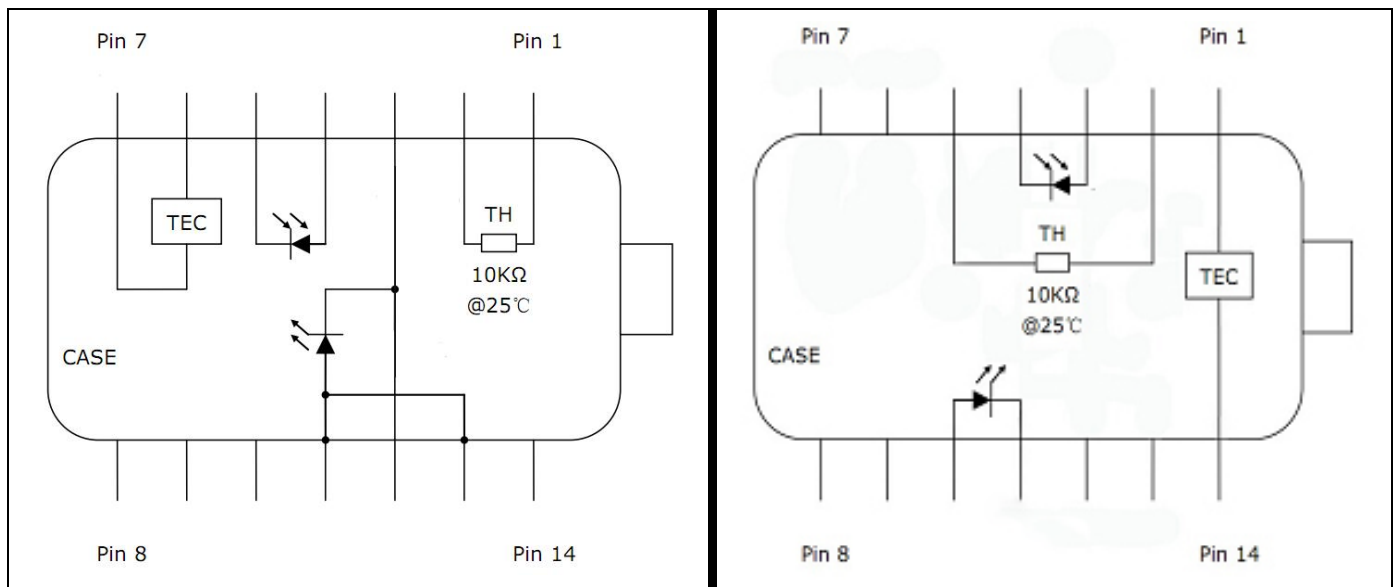 Pin 7
Pin 1
TEC
TH
10KΩ
@25℃
CASE
Pin 8
Pin 14
Pin 7
Pin 1
TH
TEC
10KΩ
@25℃
CASE
Pin 8
Pin 14